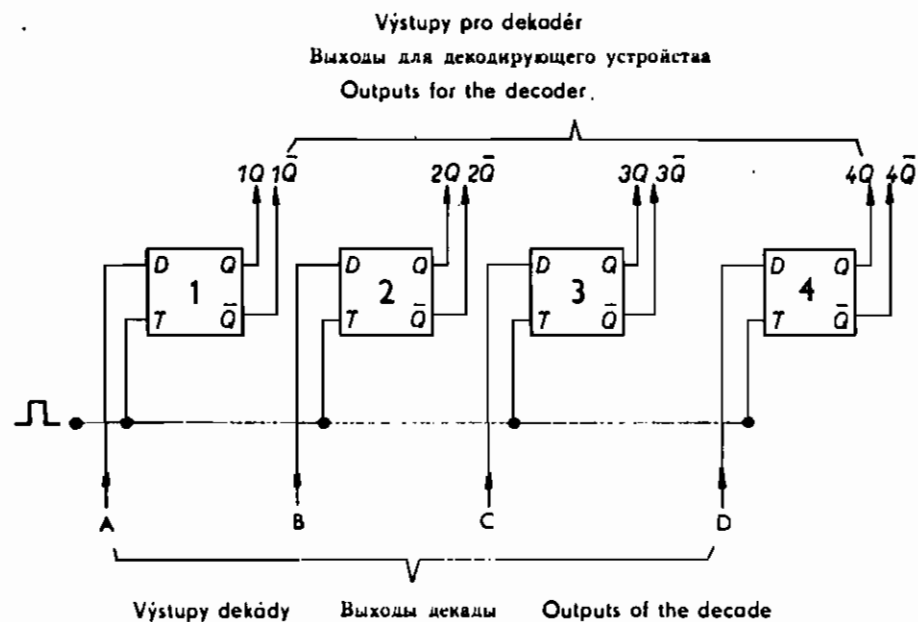 Výstupy pro dekadér
Выходы для декодирующего устройства
Outputs for the decoder.
1Q 1Q̅ 2Q 2Q̅ 3Q 3Q̅ 4Q 4Q̅
D Q D Q D Q D Q
1 2 3 4
T Q̅ T Q̅ T Q̅ T Q̅
A B C D
Výstupy dekády Выходы декады Outputs of the decade